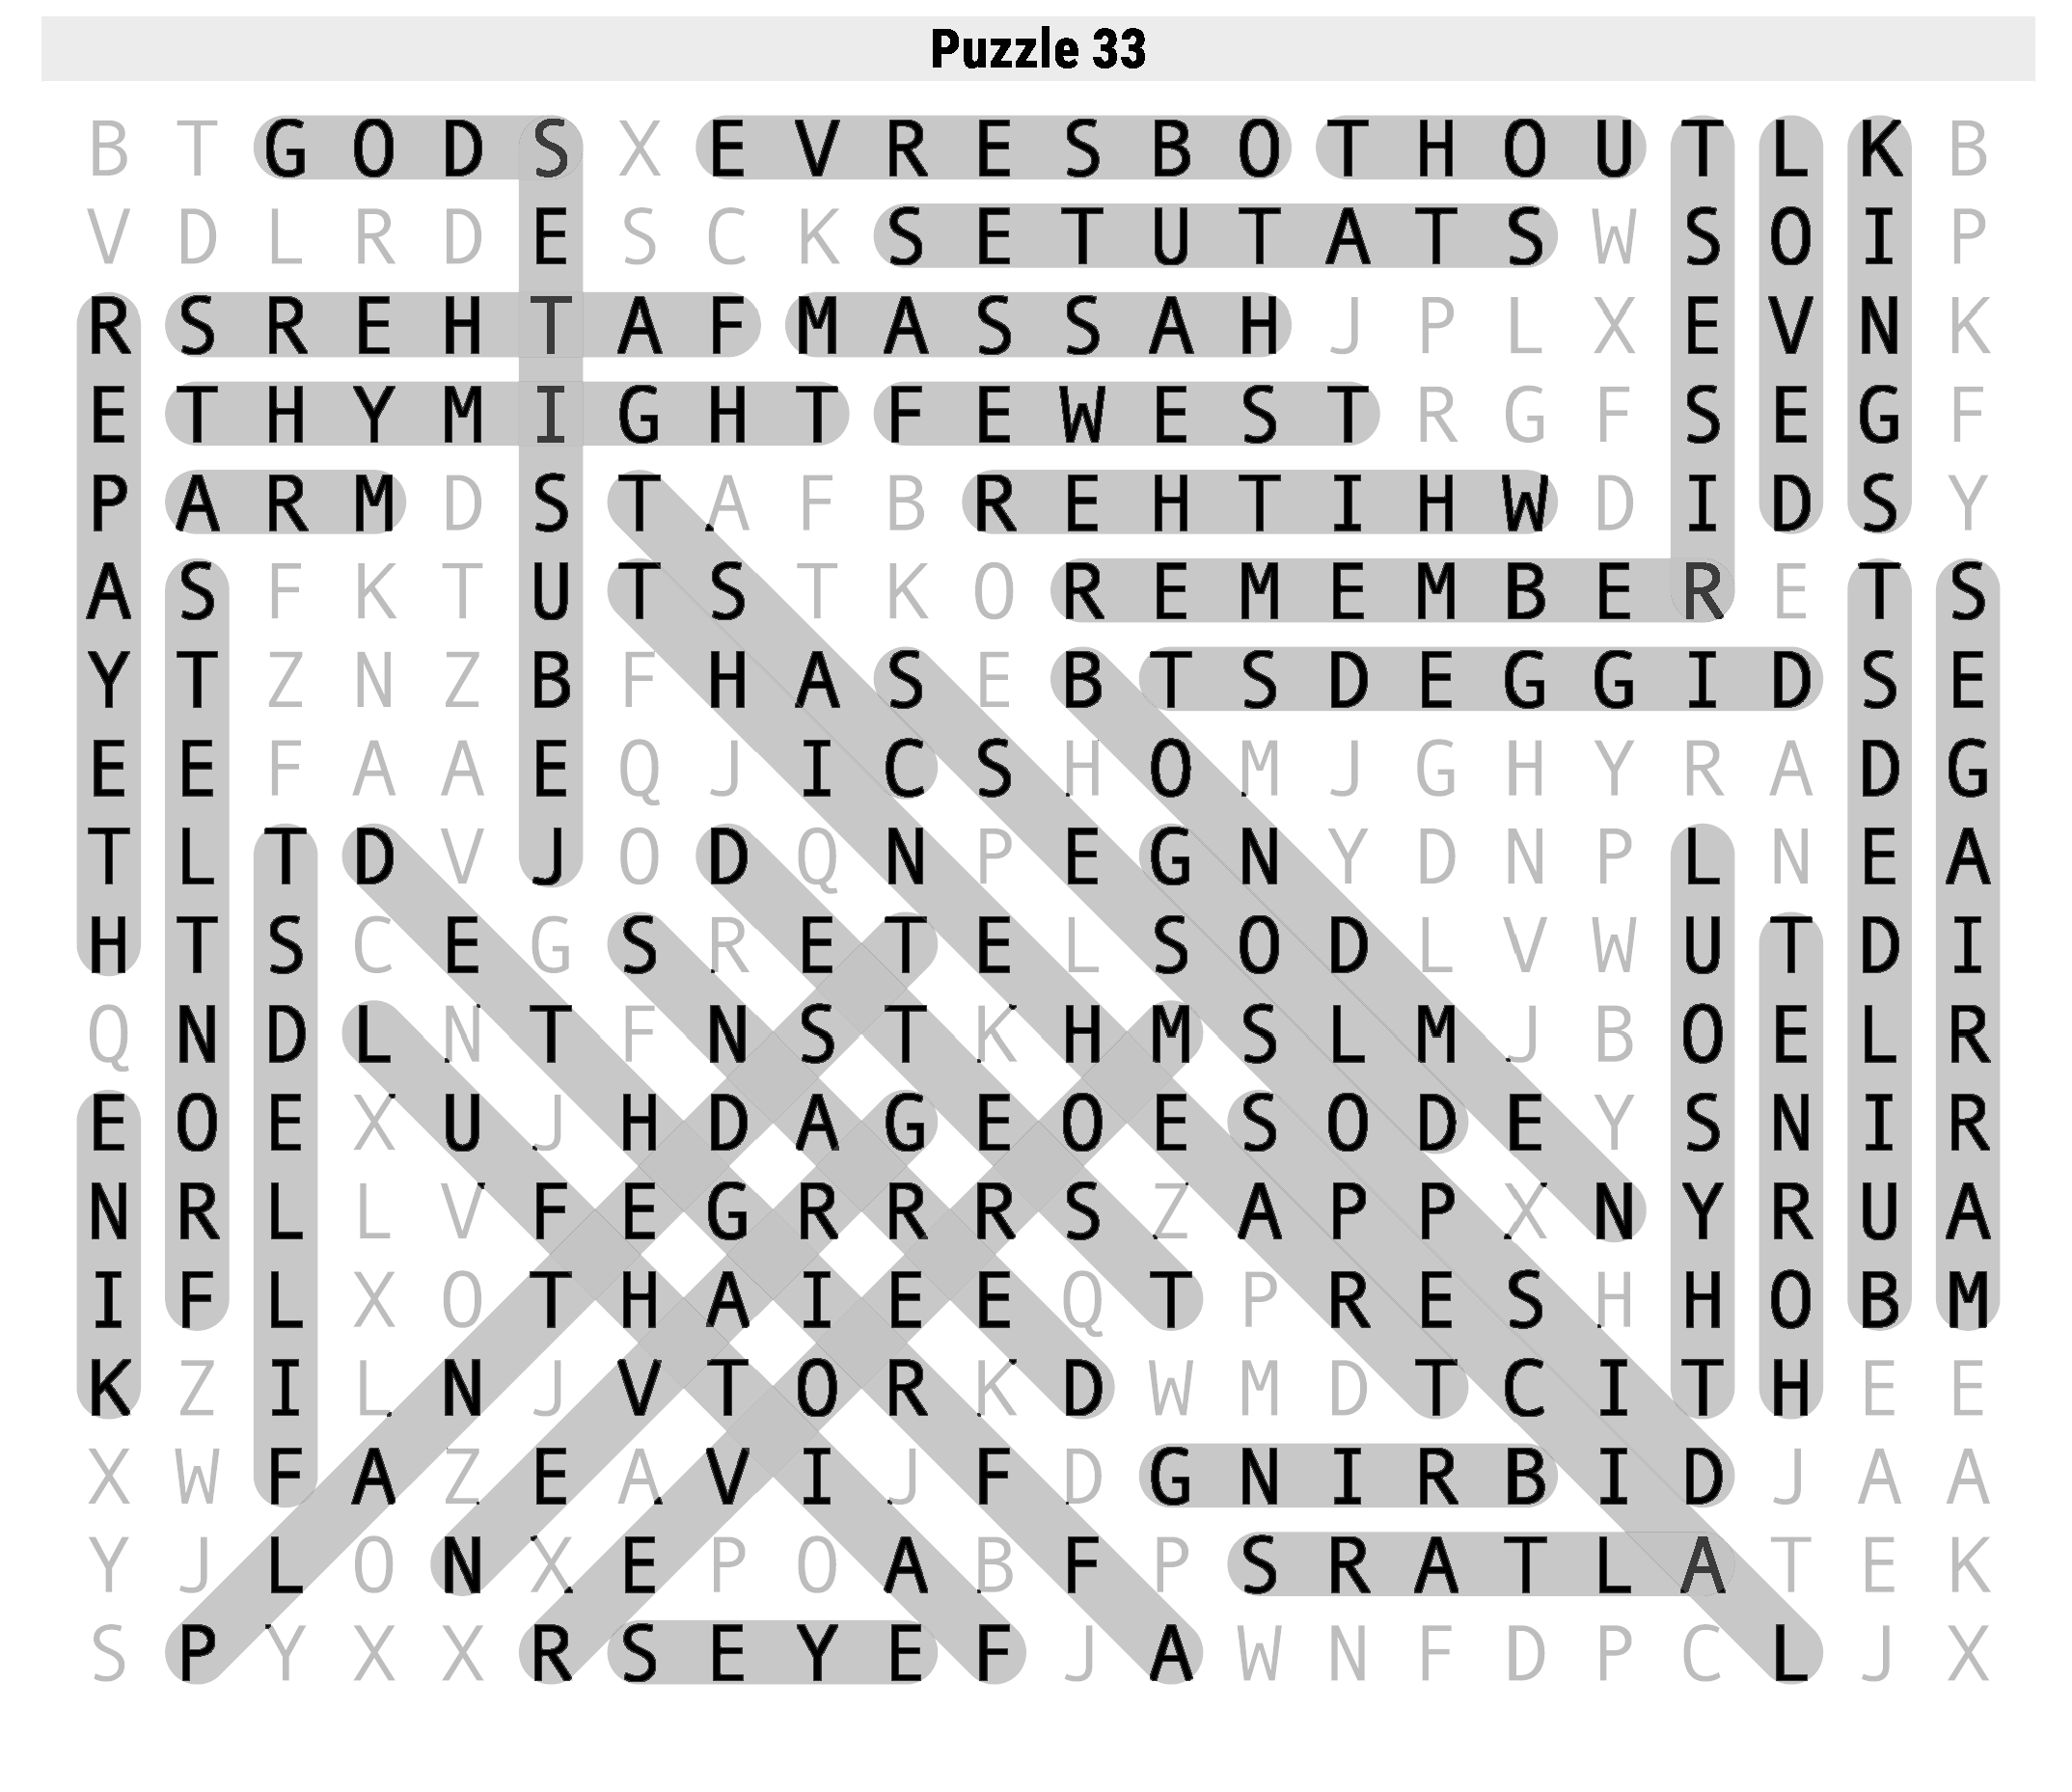 Puzzle 33
B T G O D S X E V R E S B O T H O U T L K B
V D L R D E S C K S E T U T A T S W S O I P
R S R E H T A F M A S S A H J P L X E V N K
E T H Y M I G H T F E W E S T R G F S E G F
P A R M D S T A F B R E H T I H W D I D S Y
A S F K T U T S T K O R E M E M B E R E T S
Y T Z N Z B F H A S E B T S D E G G I D S E
E E F A A E Q J I C S H O M J G H Y R A D G
T L T D V J O D Q N P E G N Y D N P L N E A
H T S C E G S R E T E L S O D L V W U T D I
Q N D L N T F N S T K H M S L M J B O E L R
E O E X U J H D A G E O E S O D E Y S N I R
N R L L V F E G R R R S Z A P P X N Y R U A
I F L X O T H A I E E Q T P R E S H H O B M
K Z I L N J V T O R K D W M D T C I T H E E
X W F A Z E A V I J F D G N I R B I D J A A
Y J L O N X E P O A B F P S R A T L A T E K
S P Y X X R S E Y E F J A W N F D P C L J X